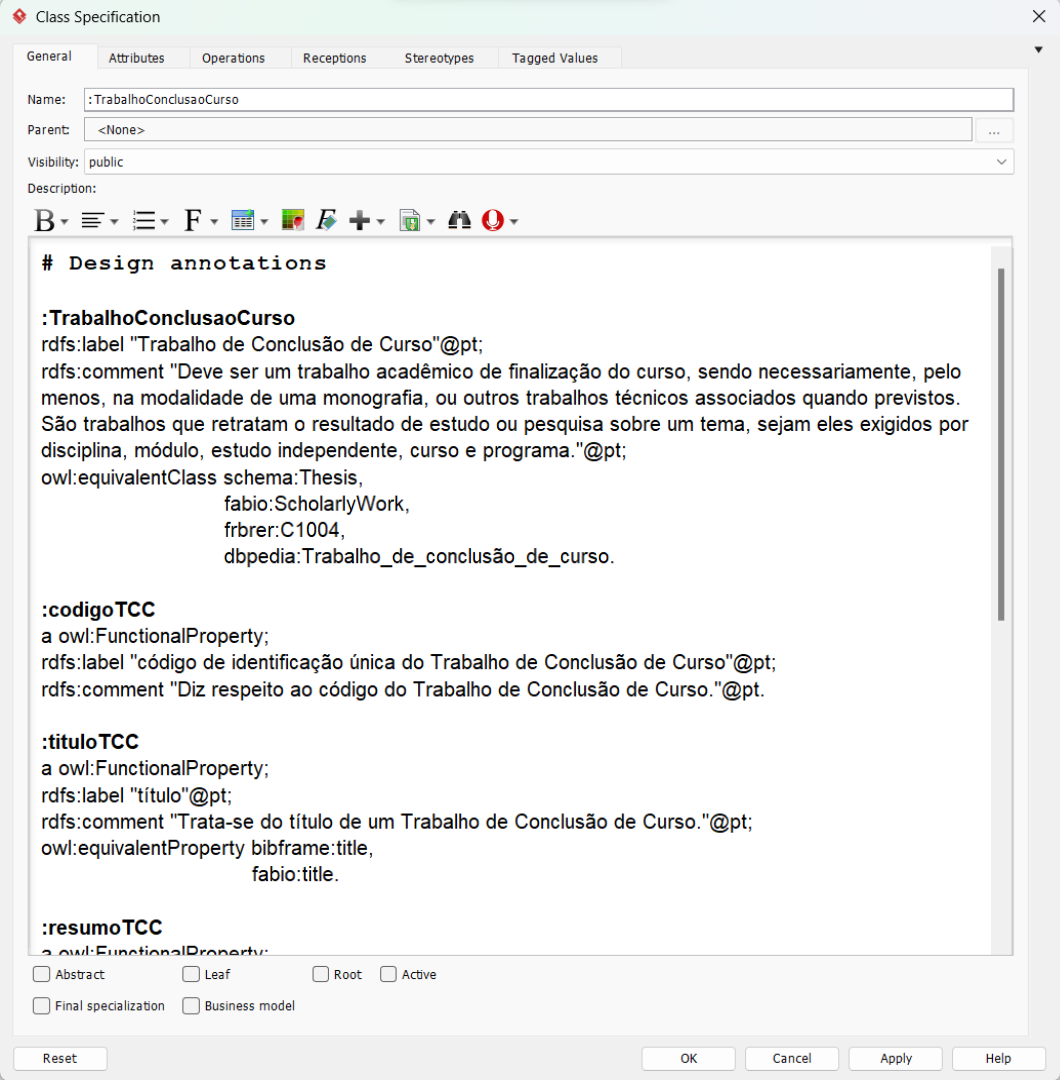 Class Specification
General
Attributes
Operations
Receptions
Stereotypes
Tagged Values
Name:
:TrabalhoConclusaoCurso
Parent:
<None>
...
Visibility:
public
Description:
# Design annotations
:TrabalhoConclusaoCurso
rdfs:label "Trabalho de Conclusão de Curso"@pt;
rdfs:comment "Deve ser um trabalho acadêmico de finalização do curso, sendo necessariamente, pelo
menos, na modalidade de uma monografia, ou outros trabalhos técnicos associados quando previstos.
São trabalhos que retratam o resultado de estudo ou pesquisa sobre um tema, sejam eles exigidos por
disciplina, módulo, estudo independente, curso e programa."@pt;
owl:equivalentClass schema:Thesis,
fabio:ScholarlyWork,
frbrer:C1004,
dbpedia:Trabalho_de_conclusão_de_curso.
:codigoTCC
a owl:FunctionalProperty;
rdfs:label "código de identificação única do Trabalho de Conclusão de Curso"@pt;
rdfs:comment "Diz respeito ao código do Trabalho de Conclusão de Curso."@pt.
:tituloTCC
a owl:FunctionalProperty;
rdfs:label "título"@pt;
rdfs:comment "Trata-se do título de um Trabalho de Conclusão de Curso."@pt;
owl:equivalentProperty bibframe:title,
fabio:title.
:resumoTCC
a owl:FunctionalProperty;
Abstract
Leaf
Root
Active
Final specialization
Business model
Reset
OK
Cancel
Apply
Help